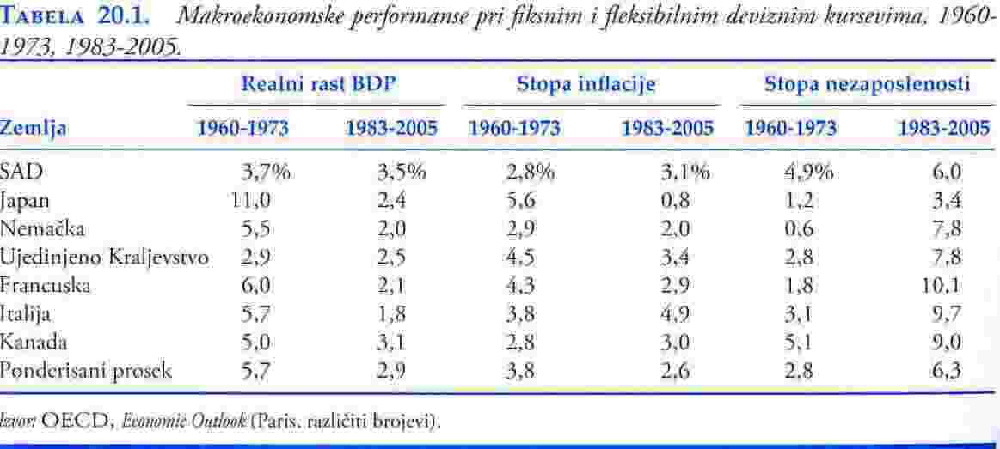 TABELA 20.1. Makroekonomske performanse pri fiksnim i fleksibilnim deviznim kursevima, 1960-
1973, 1983-2005.
Realni rast BDP Stopa inflacije Stopa nezaposlenosti
Zemlja 1960-1973 1983-2005 1960-1973 1983-2005 1960-1973 1983-2005
SAD 3,7% 3,5% 2,8% 3,1% 4,9% 6,0
Japan 11,0 2,4 5,6 0,8 1,2 3,4
Nemačka 5,5 2,0 2,9 2,0 0,6 7,8
Ujedinjeno Kraljevstvo 2,9 2,5 4,5 3,4 2,8 7,8
Francuska 6,0 2,1 4,3 2,9 1,8 10,1
Italija 5,7 1,8 3,8 4,9 3,1 9,7
Kanada 5,0 3,1 2,8 3,0 5,1 9,0
Ponderisani prosek 5,7 2,9 3,8 2,6 2,8 6,3
Izvor: OECD, Economic Outlook (Paris, različiti brojevi).